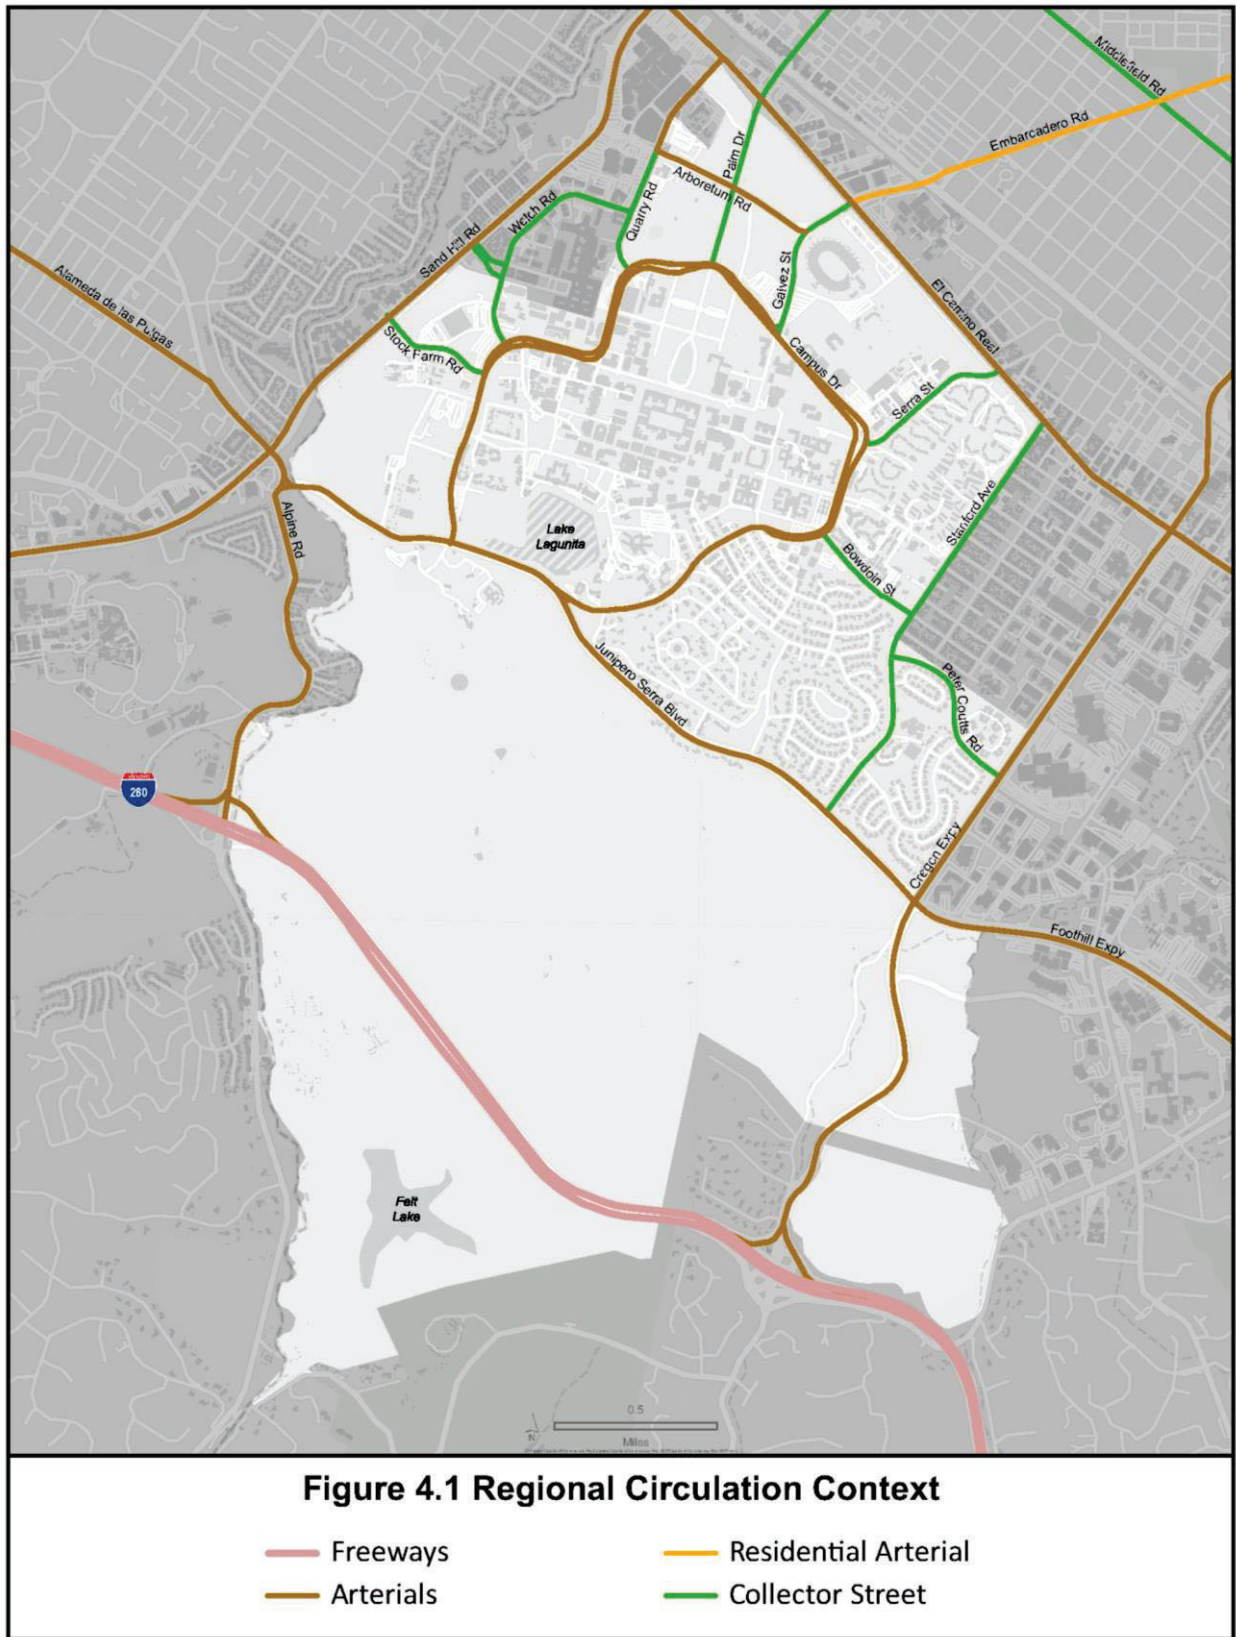 Middlefield Rd
Embarcadero Rd
Palm Dr
Arboretum Rd
Quarry Rd
Welch Rd
Sand Hill Rd
Galvez St
El Camino Real
Alameda de las Pulgas
Stock Farm Rd
Campus Dr
Serra St
Stanford Ave
Alpine Rd
Lake
Lagunita
Bowdoin St
Junipero Serra Blvd
Peter Coutts Rd
280
Oregon Expy
Foothill Expy
Felt
Lake
0.5
N
Miles
Figure 4.1 Regional Circulation Context
Freeways
Residential Arterial
Arterials
Collector Street